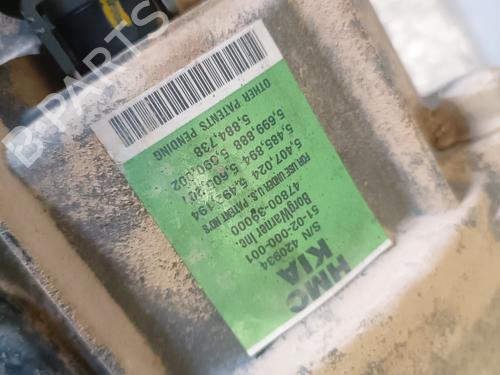 HMC
KIA
S/N 420934
51-02-000-001
BorgWarner Inc.
47800-39000
FOR USE UNDER U.S. PATENT NO'S
5,407,024
5,485,894
5,699,888
5,884,738
OTHER PATENTS PENDING
B-PARTS